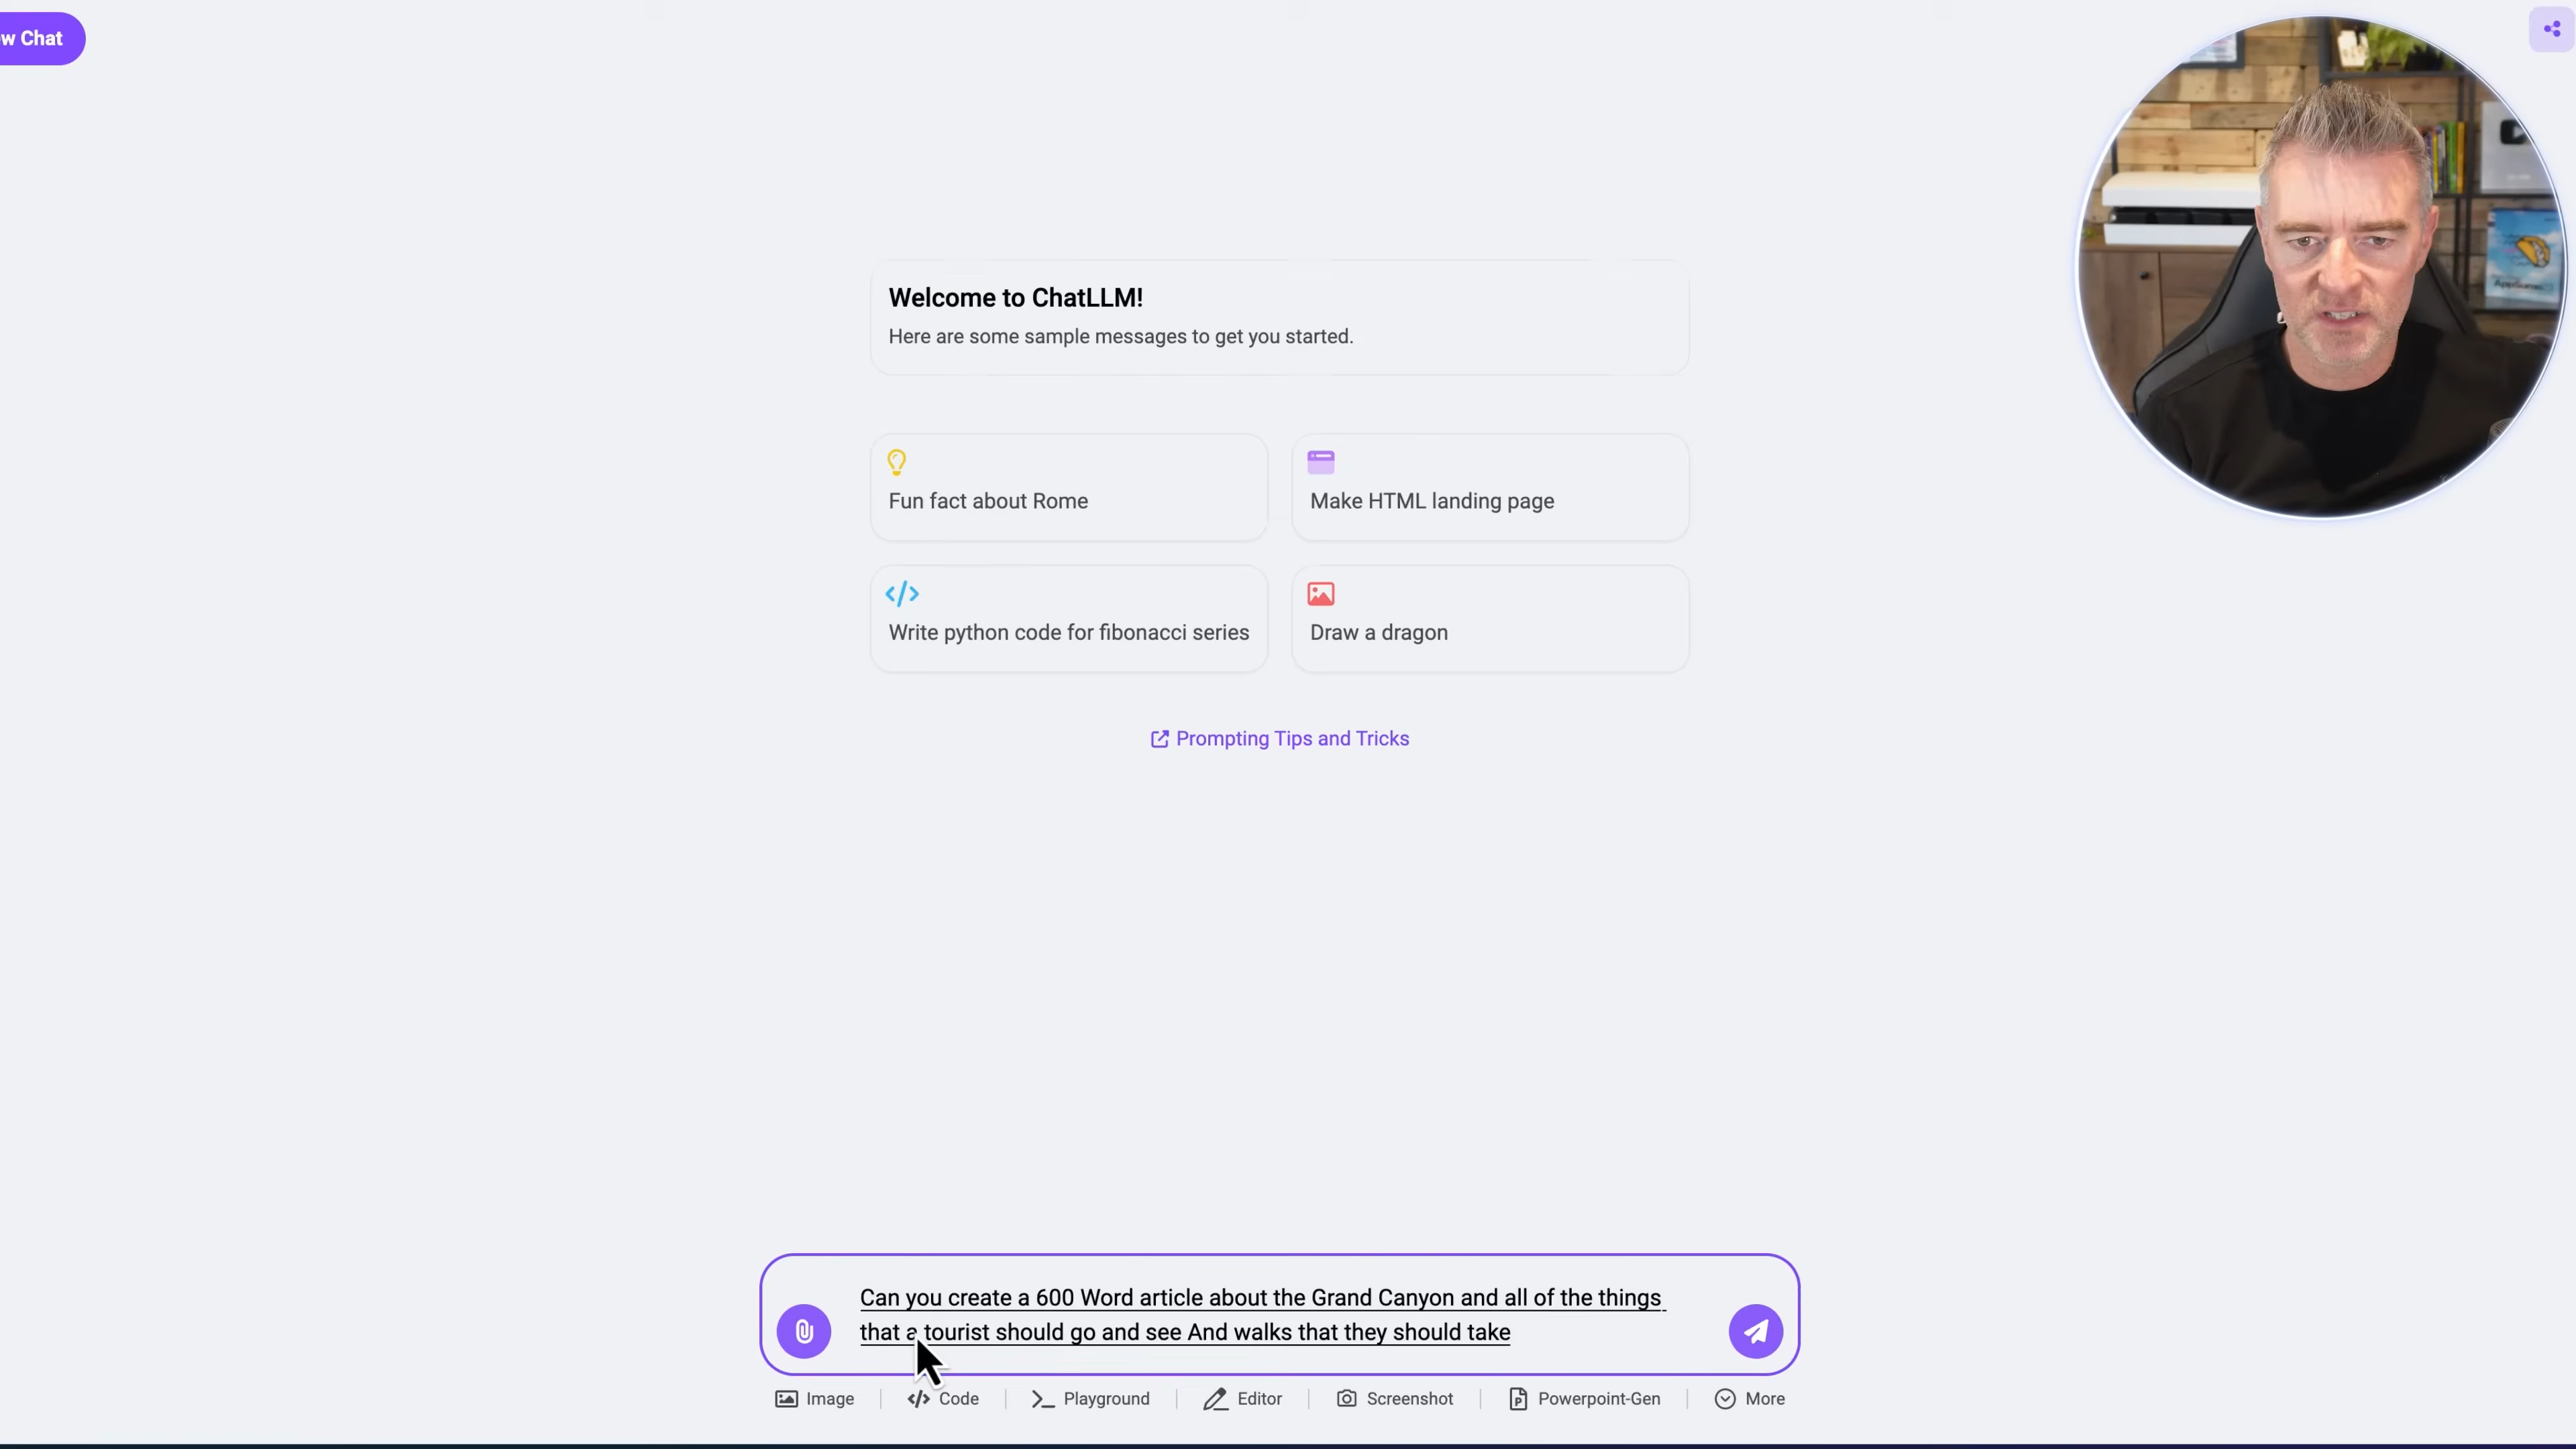 w Chat
Welcome to ChatLLM!
Here are some sample messages to get you started.
Fun fact about Rome
Make HTML landing page
Write python code for fibonacci series
Draw a dragon
Prompting Tips and Tricks
Can you create a 600 Word article about the Grand Canyon and all of the things
that a tourist should go and see And walks that they should take
Image
Code
Playground
Editor
Screenshot
Powerpoint-Gen
More